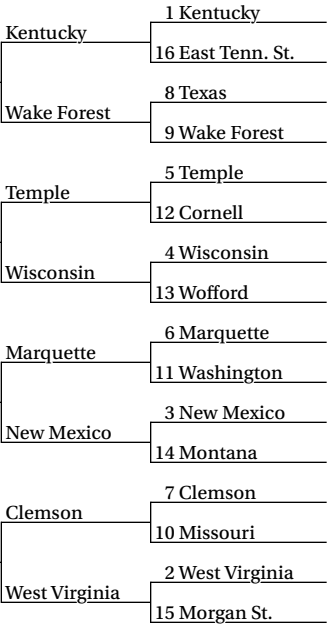 1 Kentucky
Kentucky
16 East Tenn. St.
8 Texas
Wake Forest
9 Wake Forest
5 Temple
Temple
12 Cornell
4 Wisconsin
Wisconsin
13 Wofford
6 Marquette
Marquette
11 Washington
3 New Mexico
New Mexico
14 Montana
7 Clemson
Clemson
10 Missouri
2 West Virginia
West Virginia
15 Morgan St.